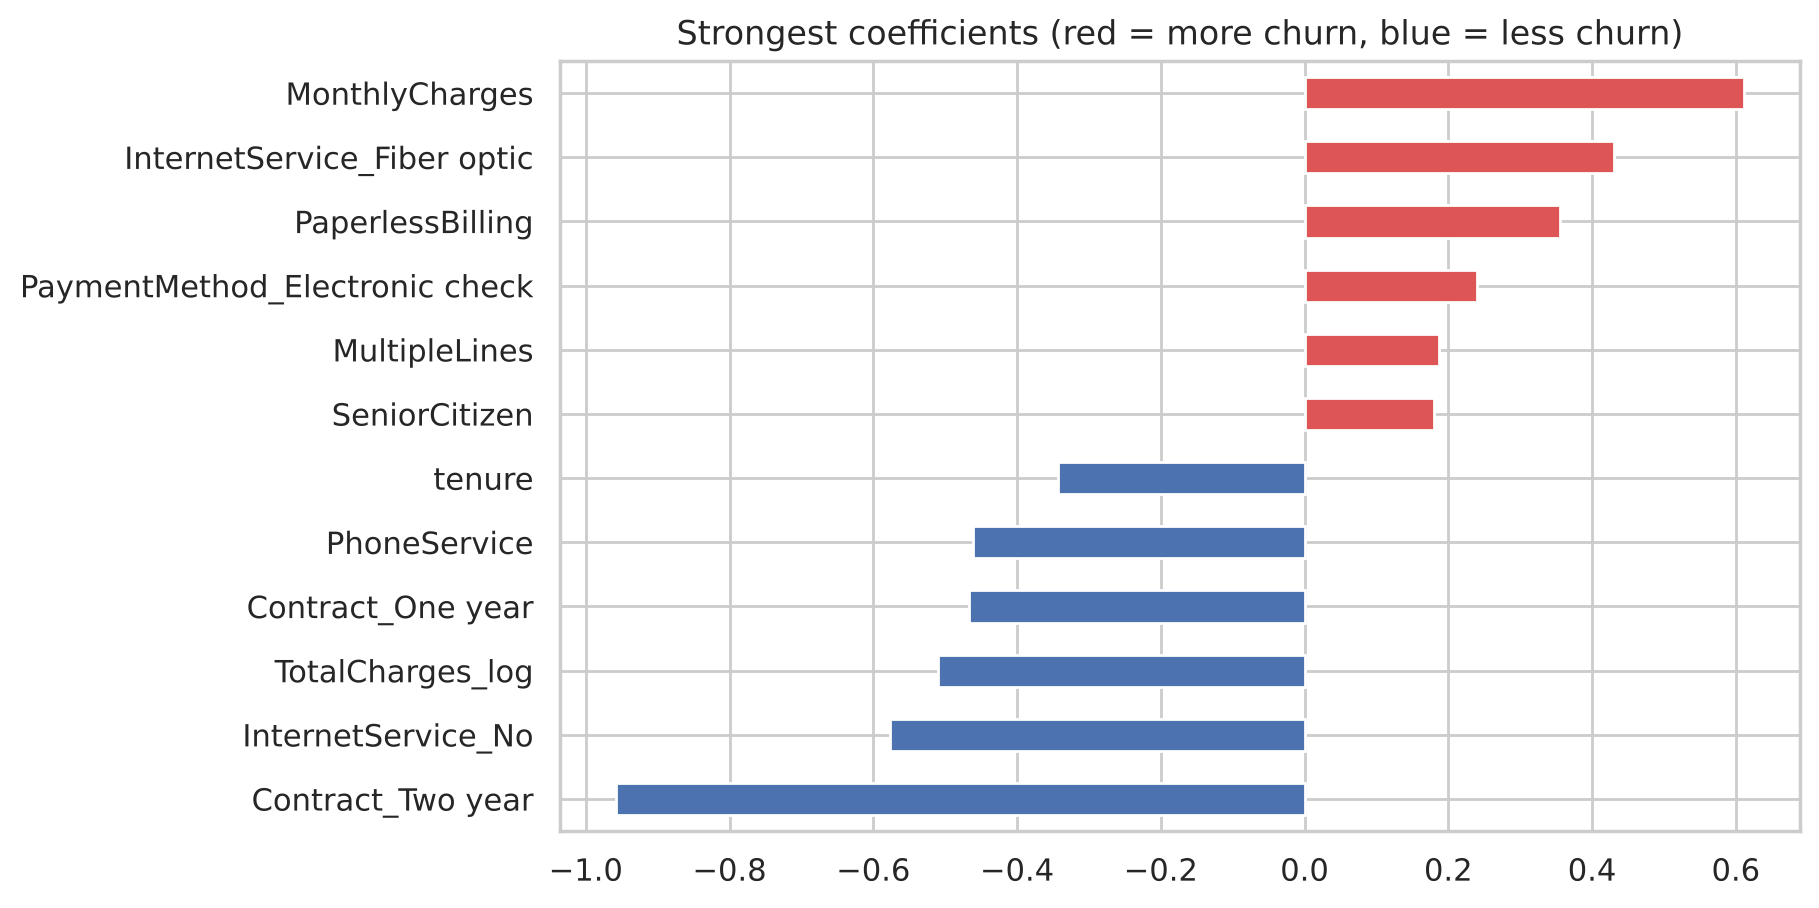 Strongest coefficients (red = more churn, blue = less churn)
MonthlyCharges
InternetService_Fiber optic
PaperlessBilling
PaymentMethod_Electronic check
MultipleLines
SeniorCitizen
tenure
PhoneService
Contract_One year
TotalCharges_log
InternetService_No
Contract_Two year
−1.0 −0.8 −0.6 −0.4 −0.2 0.0 0.2 0.4 0.6